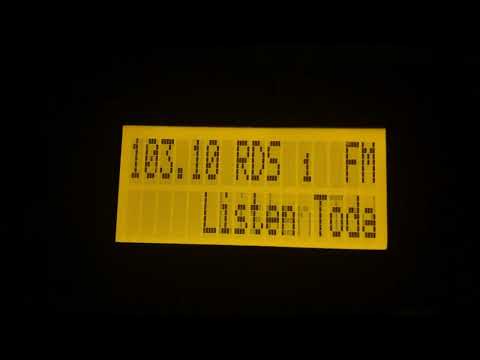 103.10 RDS FM
Listen Toda